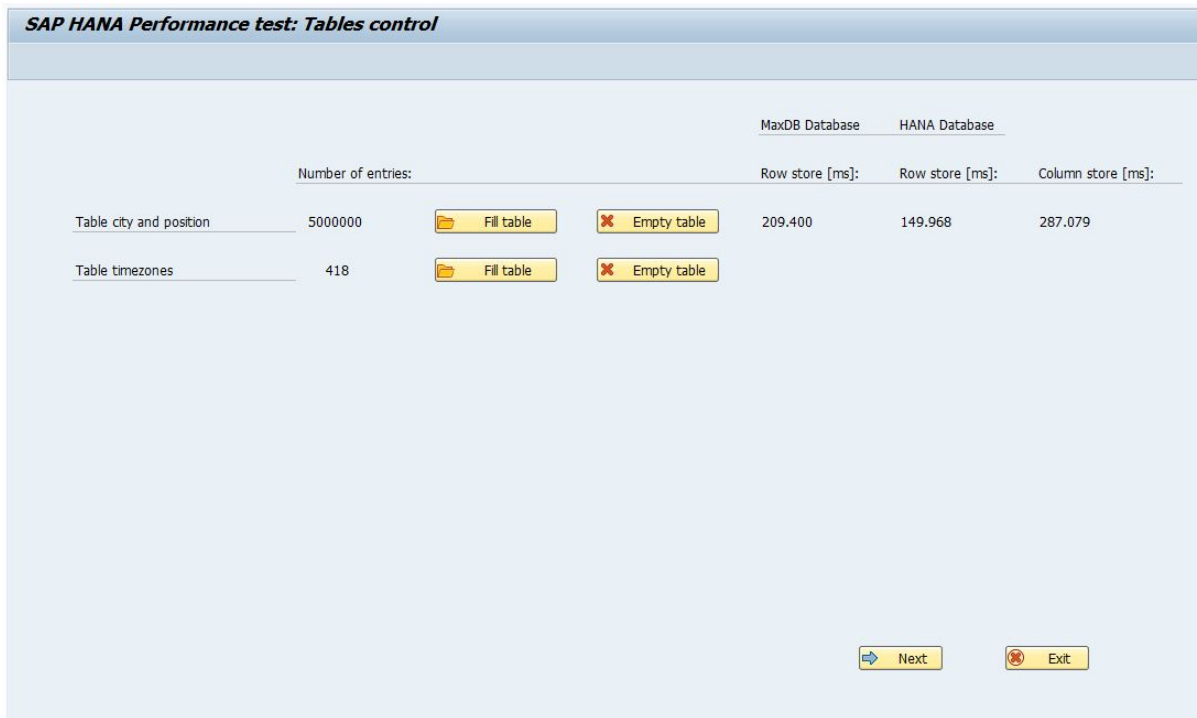 SAP HANA Performance test: Tables control
MaxDB Database HANA Database
Number of entries: Row store [ms]: Row store [ms]: Column store [ms]:
Table city and position 5000000 Fill table Empty table 209.400 149.968 287.079
Table timezones 418 Fill table Empty table
Next Exit